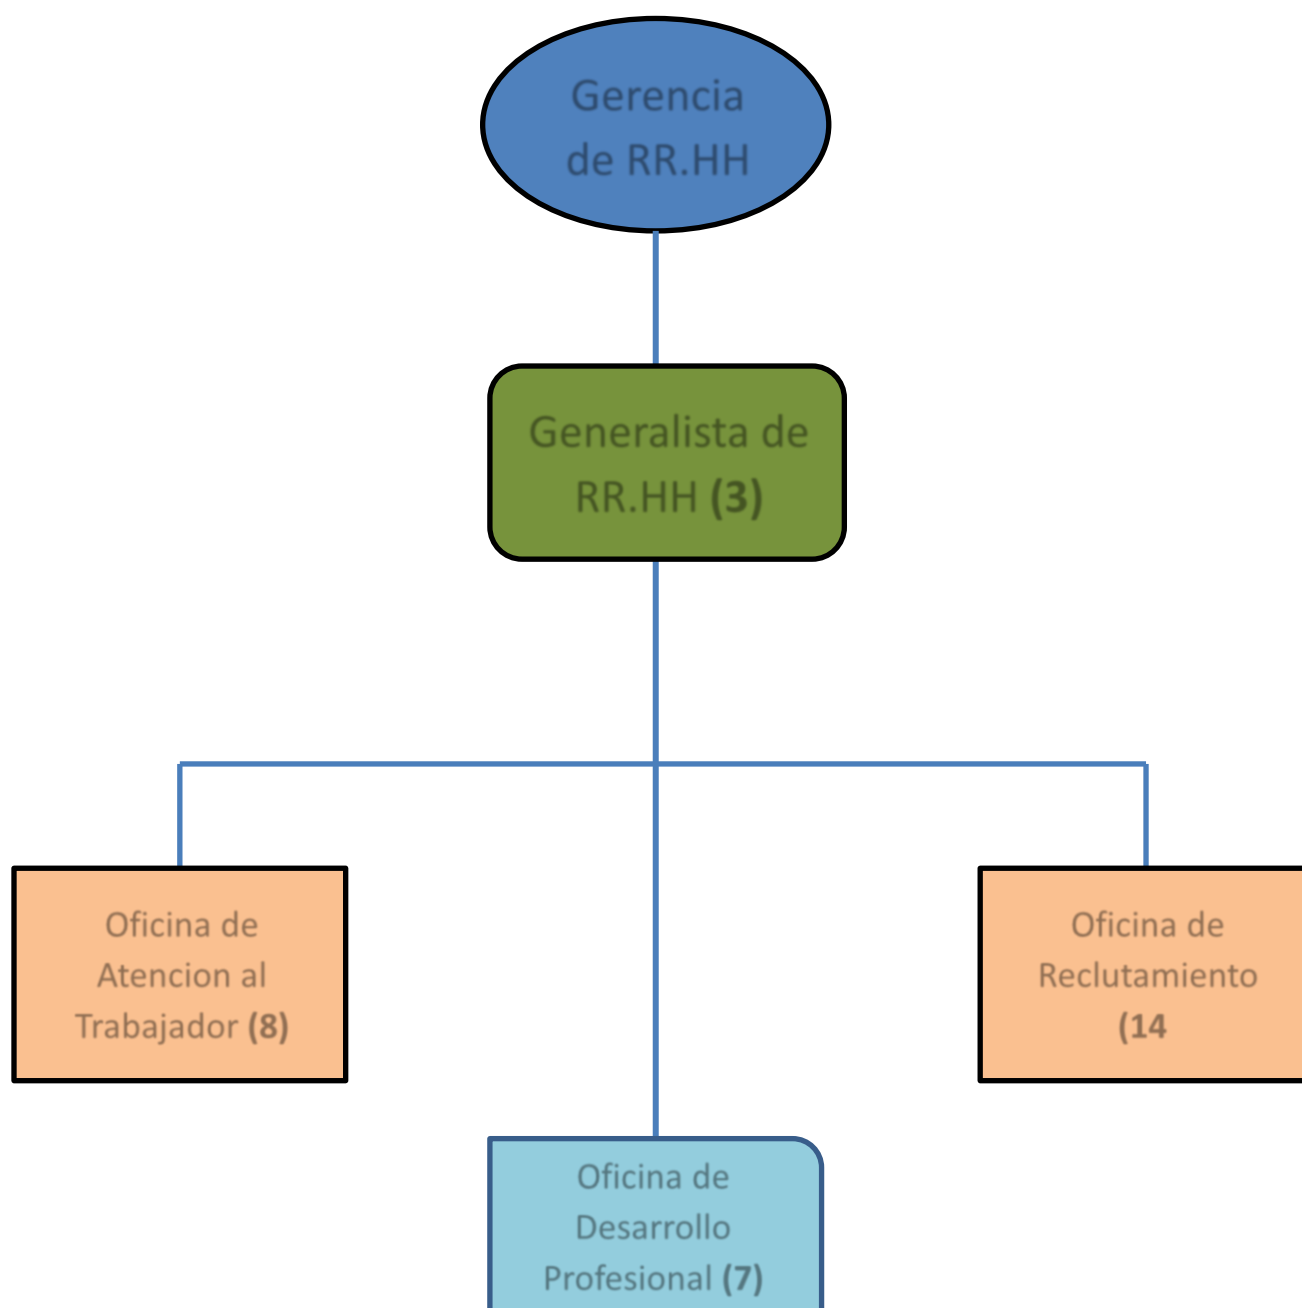 Gerencia
de RR.HH
Generalista de
RR.HH (3)
Oficina de
Atencion al
Trabajador (8)
Oficina de
Reclutamiento
(14
Oficina de
Desarrollo
Profesional (7)